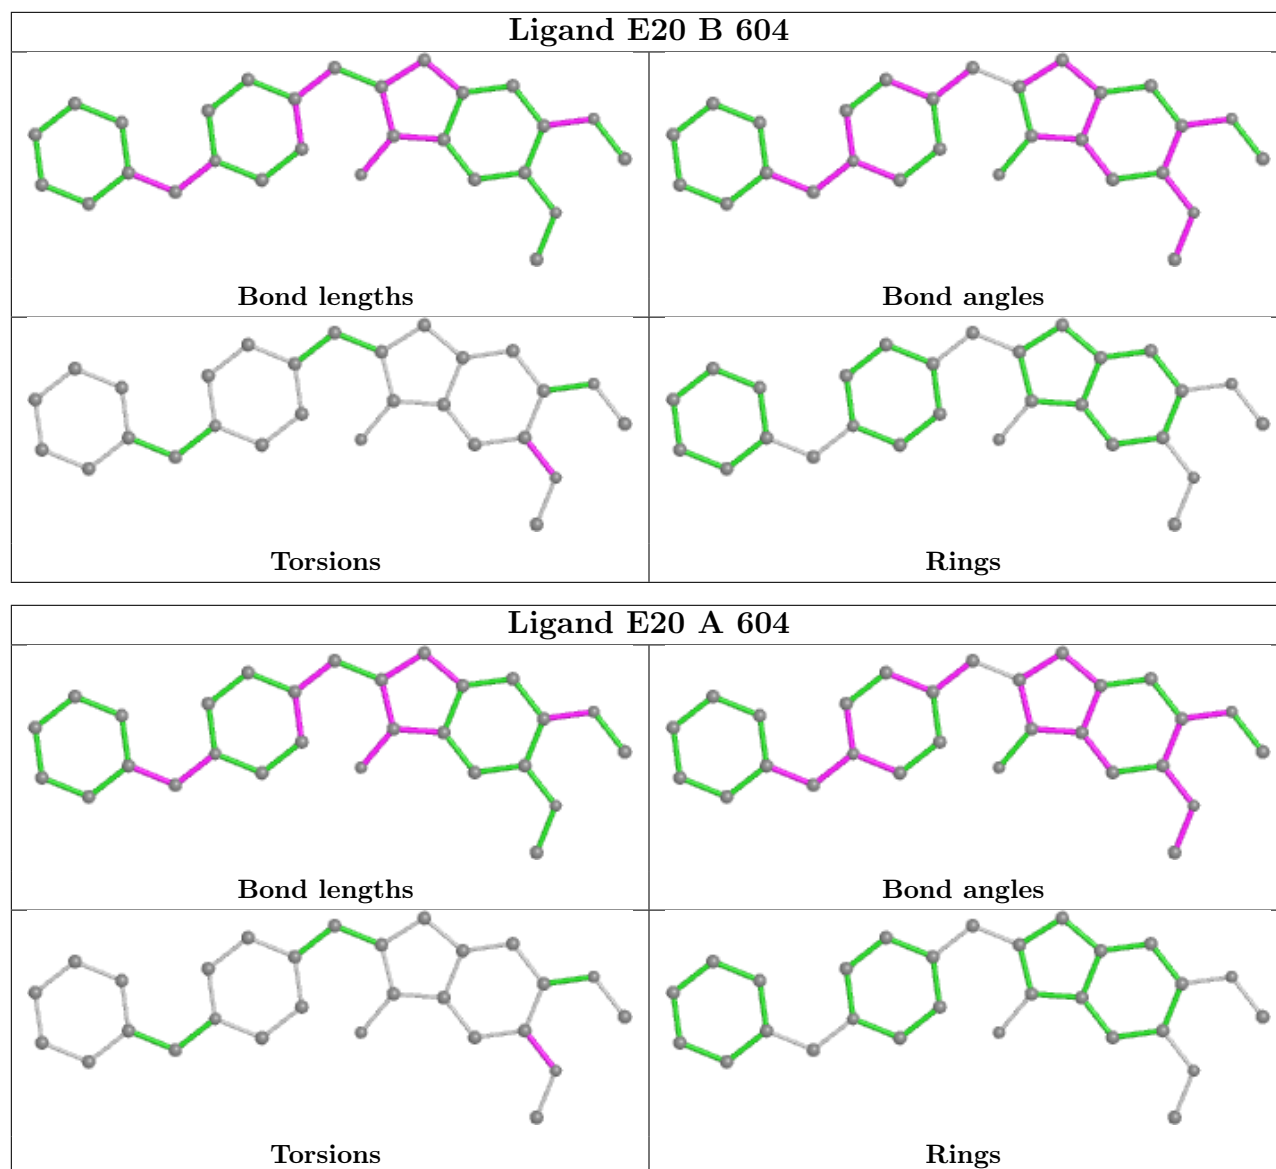 Ligand E20 B 604
Bond lengths
Bond angles
Torsions
Rings
Ligand E20 A 604
Bond lengths
Bond angles
Torsions
Rings